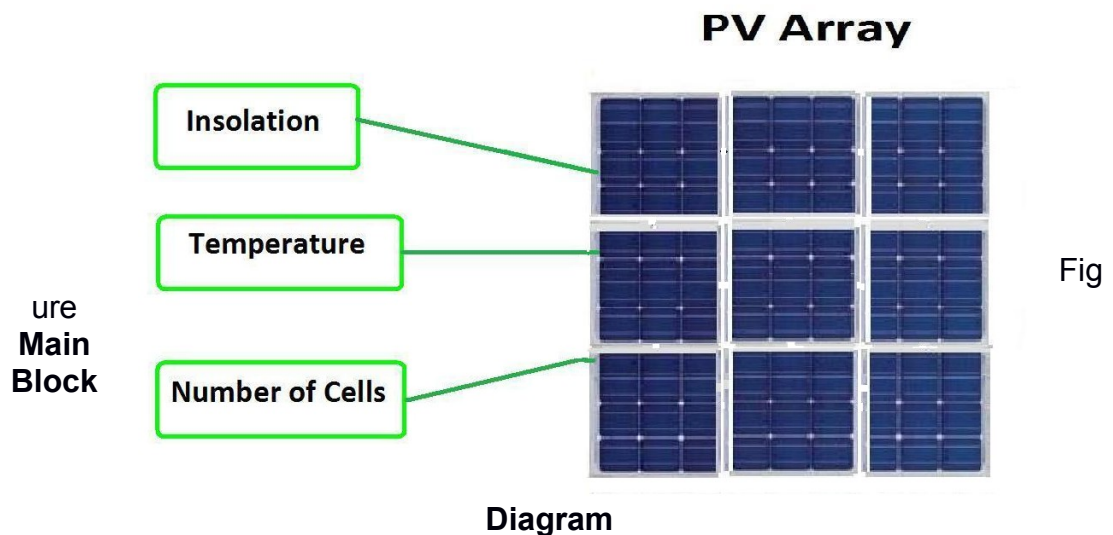 PV Array
Insolation
Temperature
Number of Cells
Fig
ure
Main
Block
Diagram